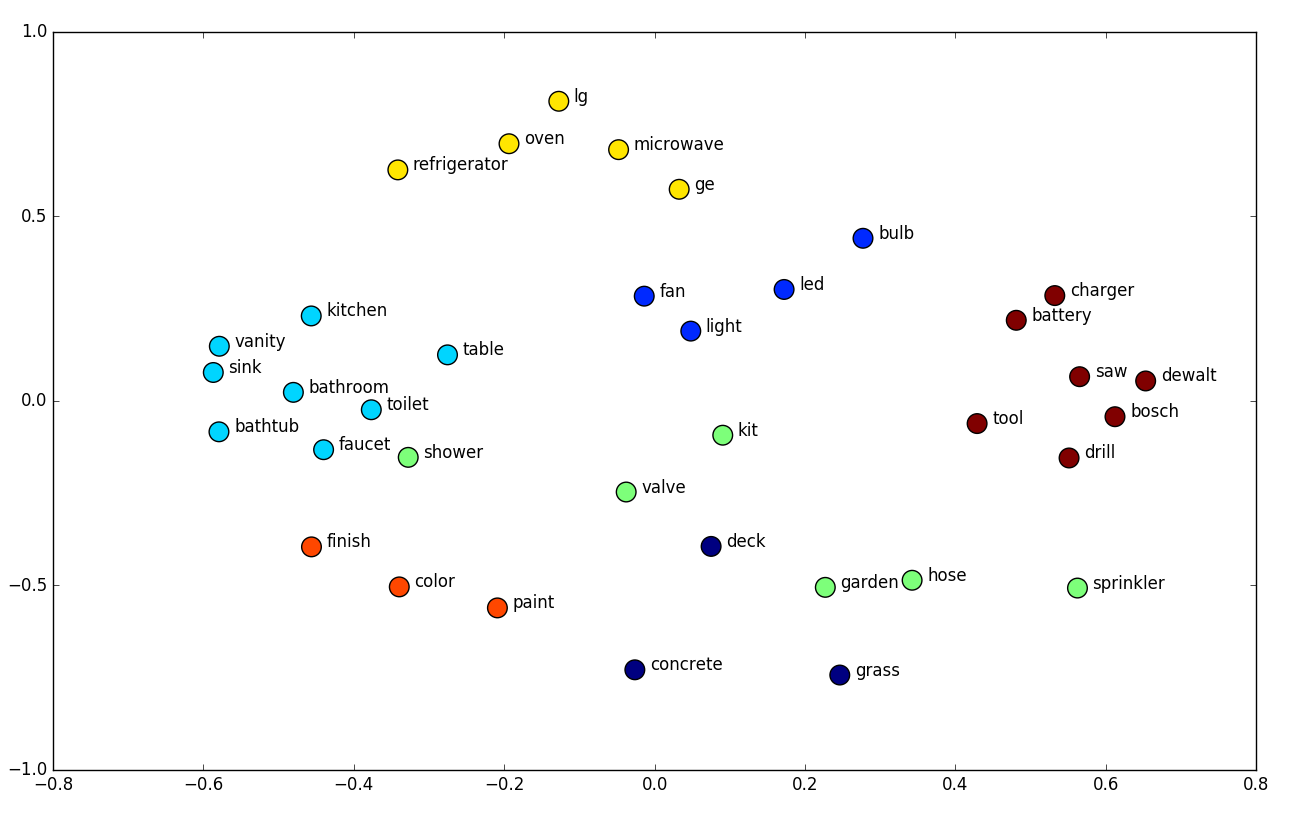 1.0
lg
oven
microwave
refrigerator
ge
0.5
bulb
fan
led
charger
kitchen
battery
light
vanity
table
sink
saw
dewalt
bathroom
0.0
toilet
bosch
tool
bathtub
kit
faucet
shower
drill
valve
finish
deck
color
garden
hose
sprinkler
−0.5
paint
concrete
grass
−1.0
−0.8 −0.6 −0.4 −0.2 0.0 0.2 0.4 0.6 0.8